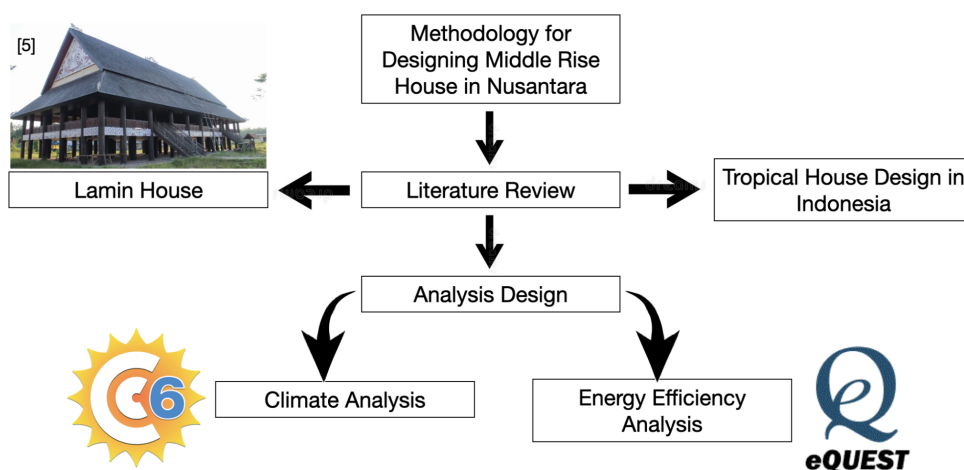 [5]
Methodology for
Designing Middle Rise
House in Nusantara
Lamin House
Literature Review
Tropical House Design in
Indonesia
Analysis Design
C 6
Climate Analysis
Energy Efficiency
Analysis
eQUEST